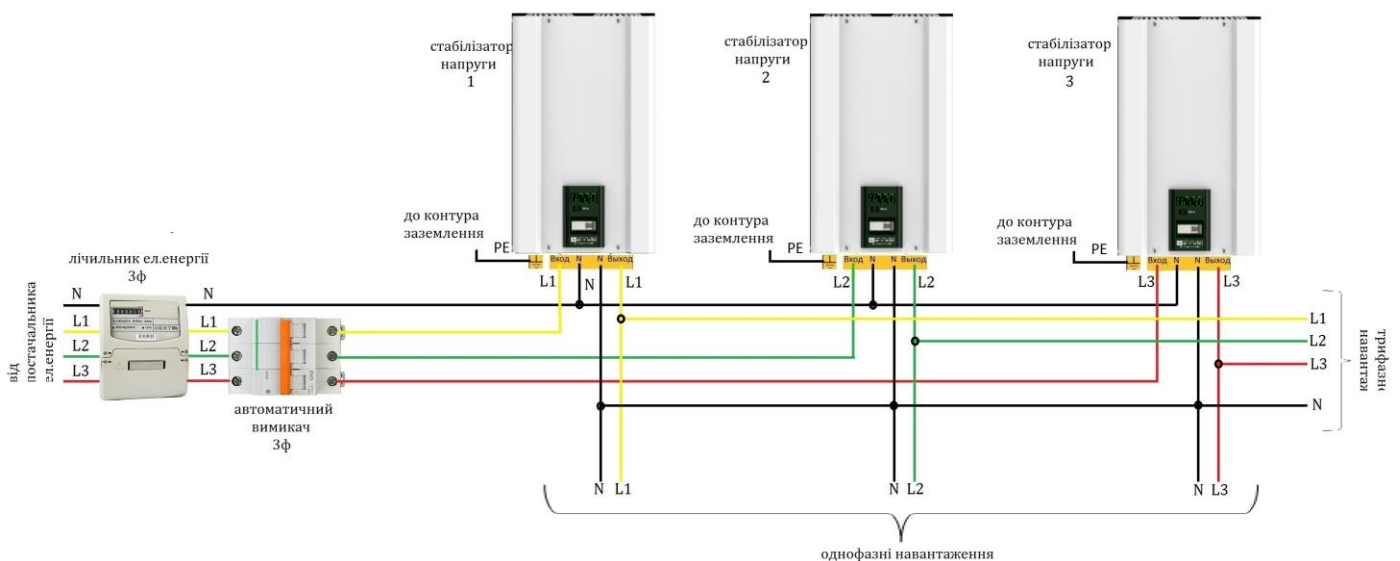 стабілізатор
напруги
1
стабілізатор
напруги
2
стабілізатор
напруги
3
до контура
заземлення
PE
до контура
заземлення
PE
до контура
заземлення
PE
Вход N N Выход
Вход N N Выход
Вход N N Выход
L1 N L1
L2 L2
L3 L3
лічильник ел.енергії
3ф
N N
L1 L1
L2 L2
L3 L3
від
постачальника
ел.енергії
автоматичний
вимикач
3ф
L1
L2
L3
N
трифазні
навантаж
N L1
N L2
N L3
однофазні навантаження